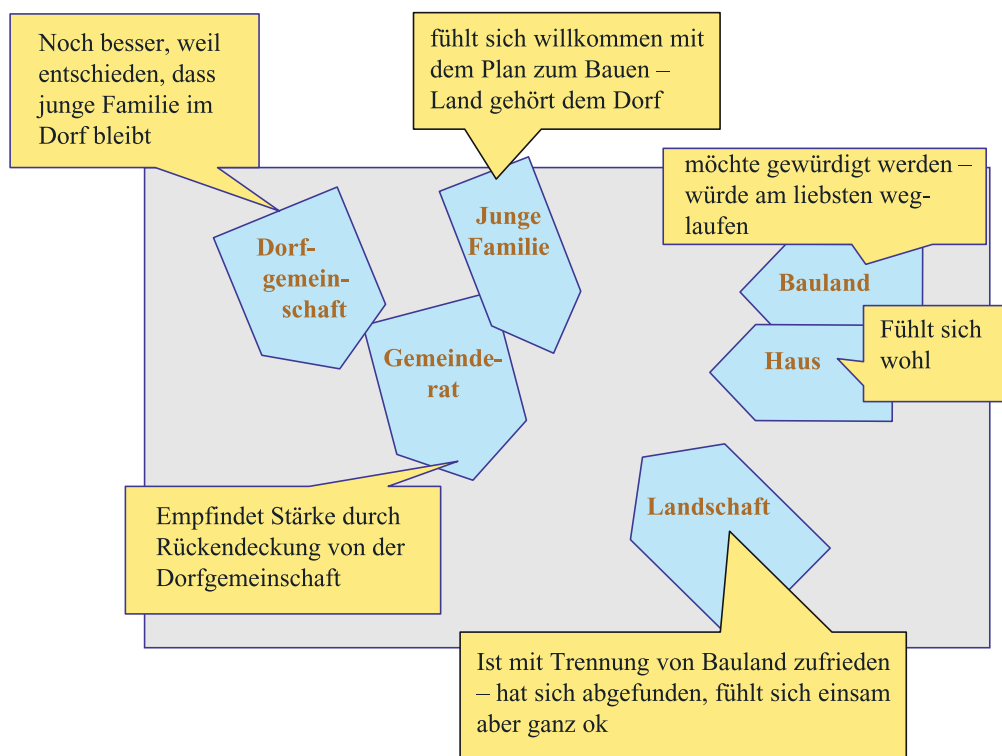 Noch besser, weil
entschieden, dass
junge Familie im
Dorf bleibt
fühlt sich willkommen mit
dem Plan zum Bauen –
Land gehört dem Dorf
möchte gewürdigt werden –
würde am liebsten weg-
laufen
Dorf-
gemein-
schaft
Junge
Familie
Bauland
Gemeinde-
rat
Haus
Fühlt sich
wohl
Landschaft
Empfindet Stärke durch
Rückendeckung von der
Dorfgemeinschaft
Ist mit Trennung von Bauland zufrieden
– hat sich abgefunden, fühlt sich einsam
aber ganz ok